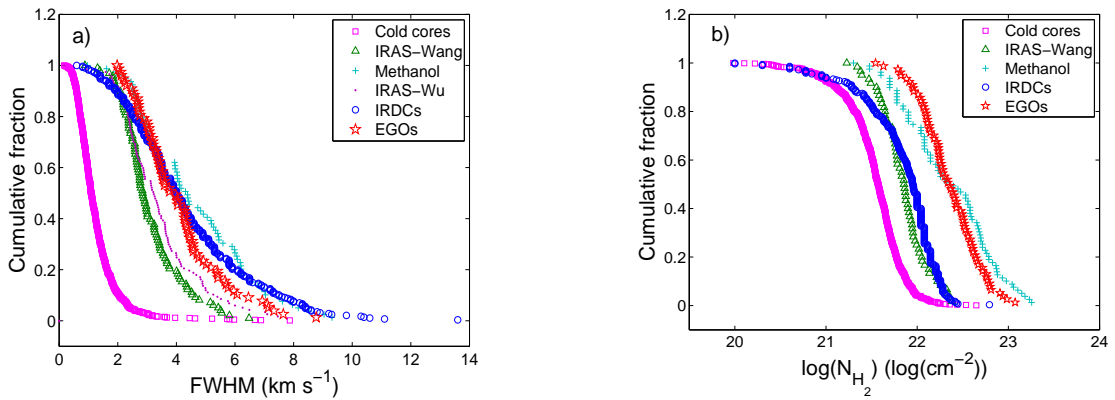 a)
Cold cores
IRAS−Wang
Methanol
IRAS−Wu
IRDCs
EGOs
Cumulative fraction
1.2
1
0.8
0.6
0.4
0.2
0
0 2 4 6 8 10 12 14
FWHM (km s⁻¹)
b)
Cold cores
IRAS−Wang
Methanol
IRDCs
EGOs
Cumulative fraction
1.2
1
0.8
0.6
0.4
0.2
0
20 21 22 23 24
log(N_H₂) (log(cm⁻²))